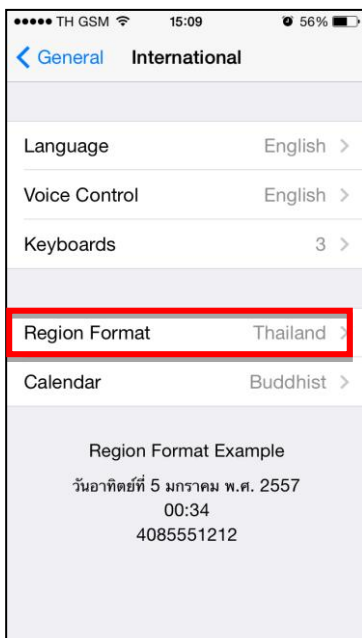 TH GSM 15:09 56%
General International
Language English
Voice Control English
Keyboards 3
Region Format Thailand
Calendar Buddhist
Region Format Example
วันอาทิตย์ที่ 5 มกราคม พ.ศ. 2557
00:34
4085551212